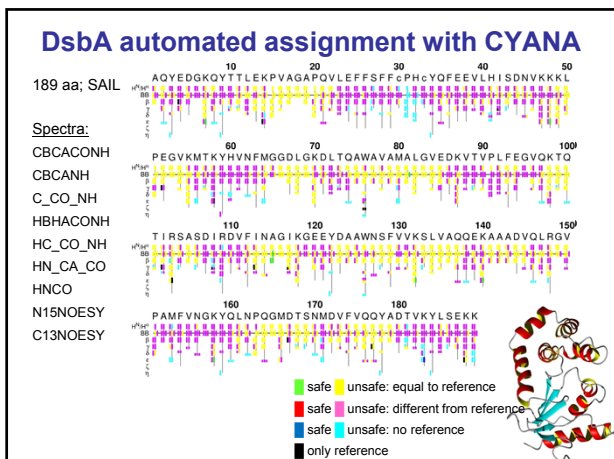 DsbA automated assignment with CYANA
189 aa; SAIL
Spectra:
CBCACONH
CBCANH
C_CO_NH
HBHACONH
HC_CO_NH
HN_CA_CO
HNCO
N15NOESY
C13NOESY
10 20 30 40 50
AQYEDGKQYTTLEKPVAGAPQVLEFFSFFcPHcYQFEEVLHISDNVKKKL
60 70 80 90 100
PEGVKMTKYHVNFMGGDLGKDLTQAWAVAMALGVEDKVTVPLFEGVQKTQ
110 120 130 140 150
TIRSASDIRDVFINAGIKGEEYDAAWNSFVVKSLVAQQEKAAADVQLRGV
160 170 180
PAMFVNGKYQLNPQGMDTSNMDVFVQQYADTVKYLSEKK
safe unsafe: equal to reference
safe unsafe: different from reference
safe unsafe: no reference
only reference